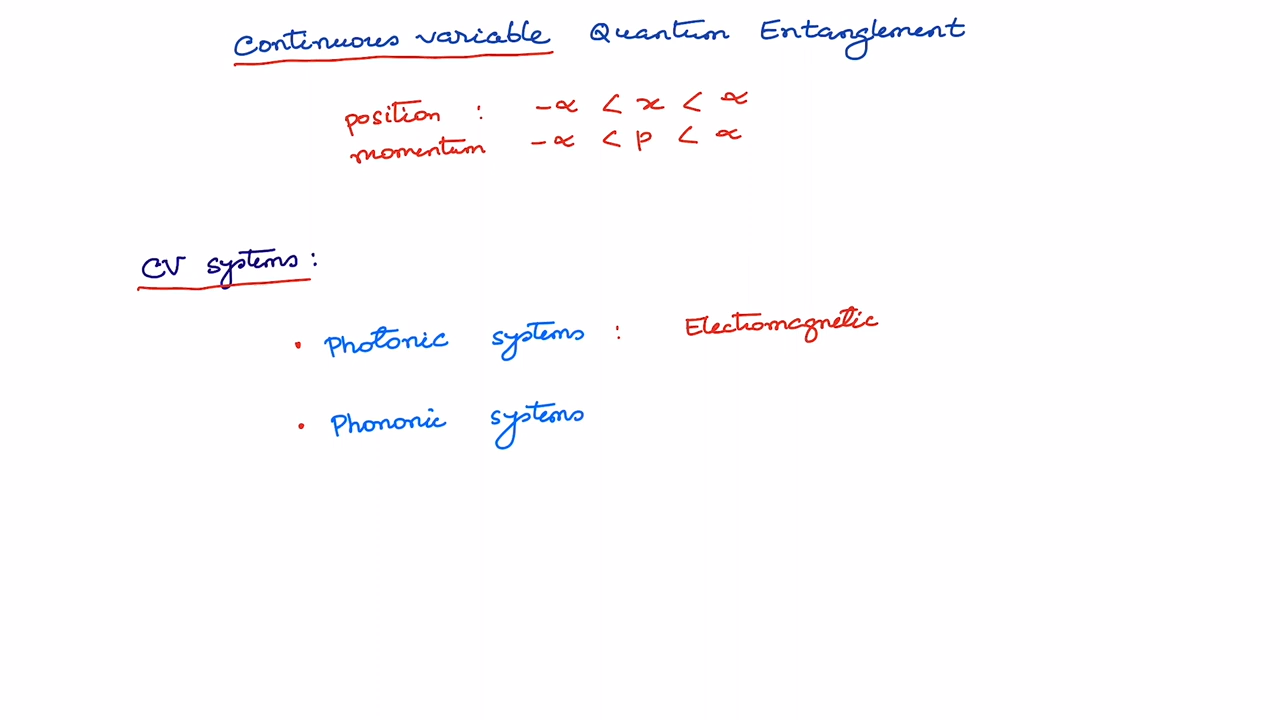 Continuous variable Quantum Entanglement
position : -∝ < x < ∝
momentum -∝ < p < ∝
CV systems :
• Photonic systems : Electromagnetic
• Phononic systems